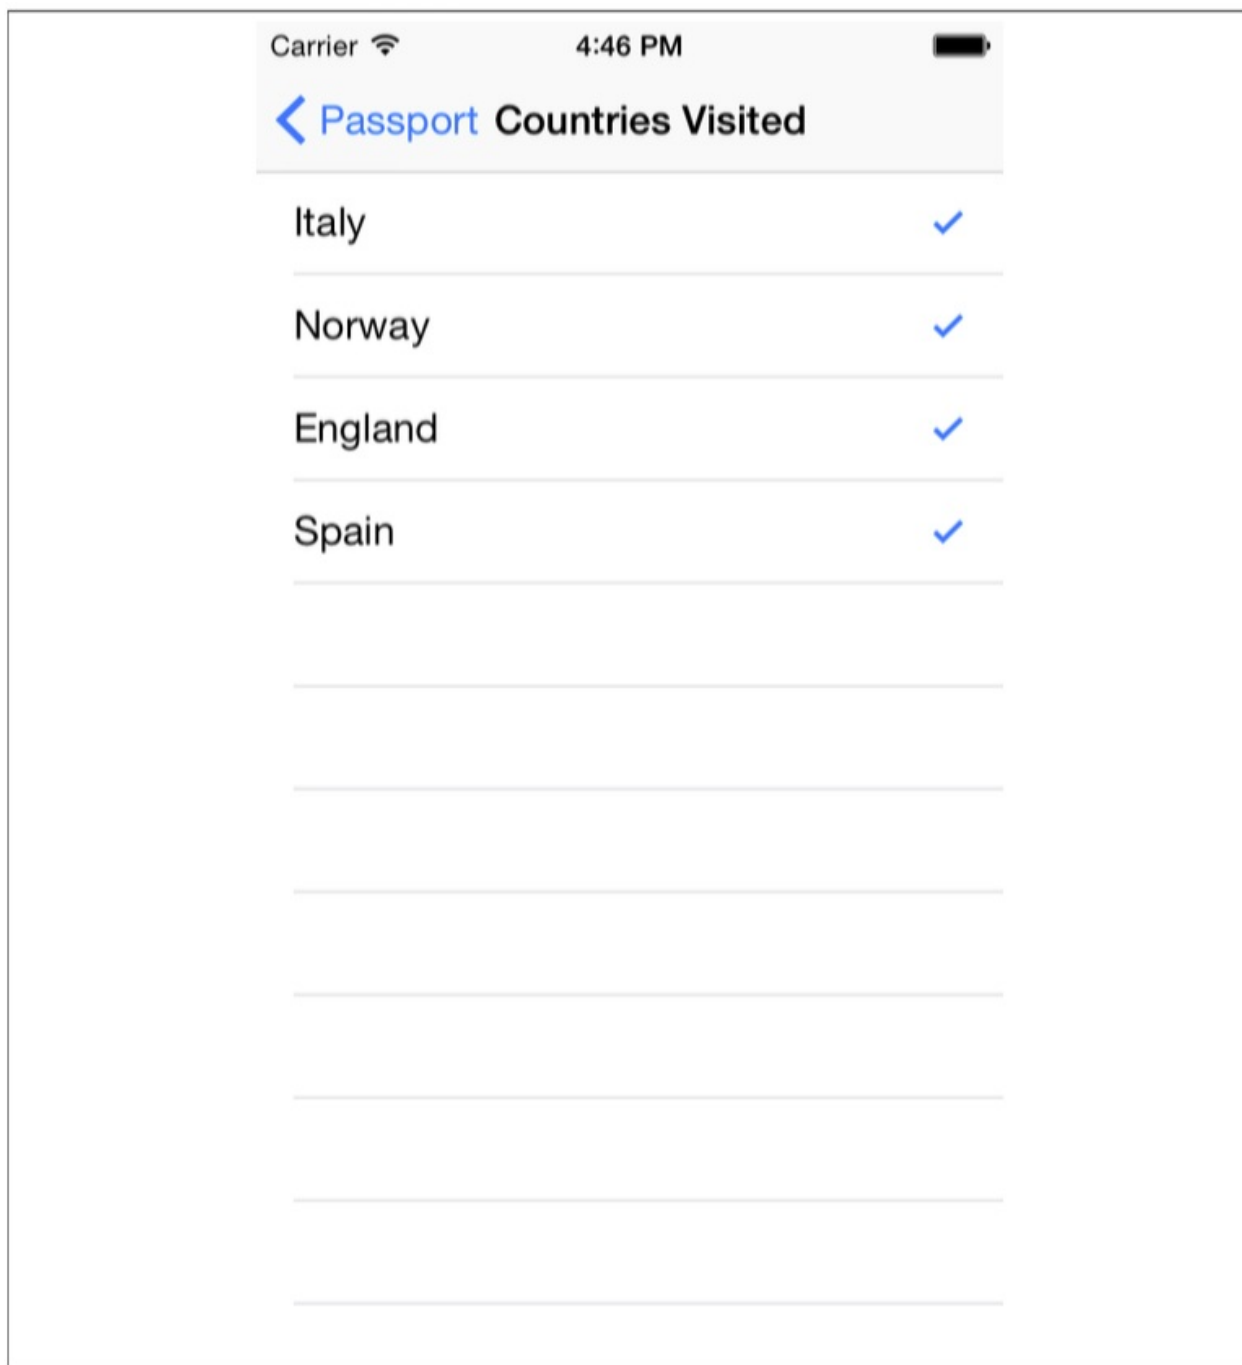 Carrier 4:46 PM
Passport Countries Visited
Italy
Norway
England
Spain